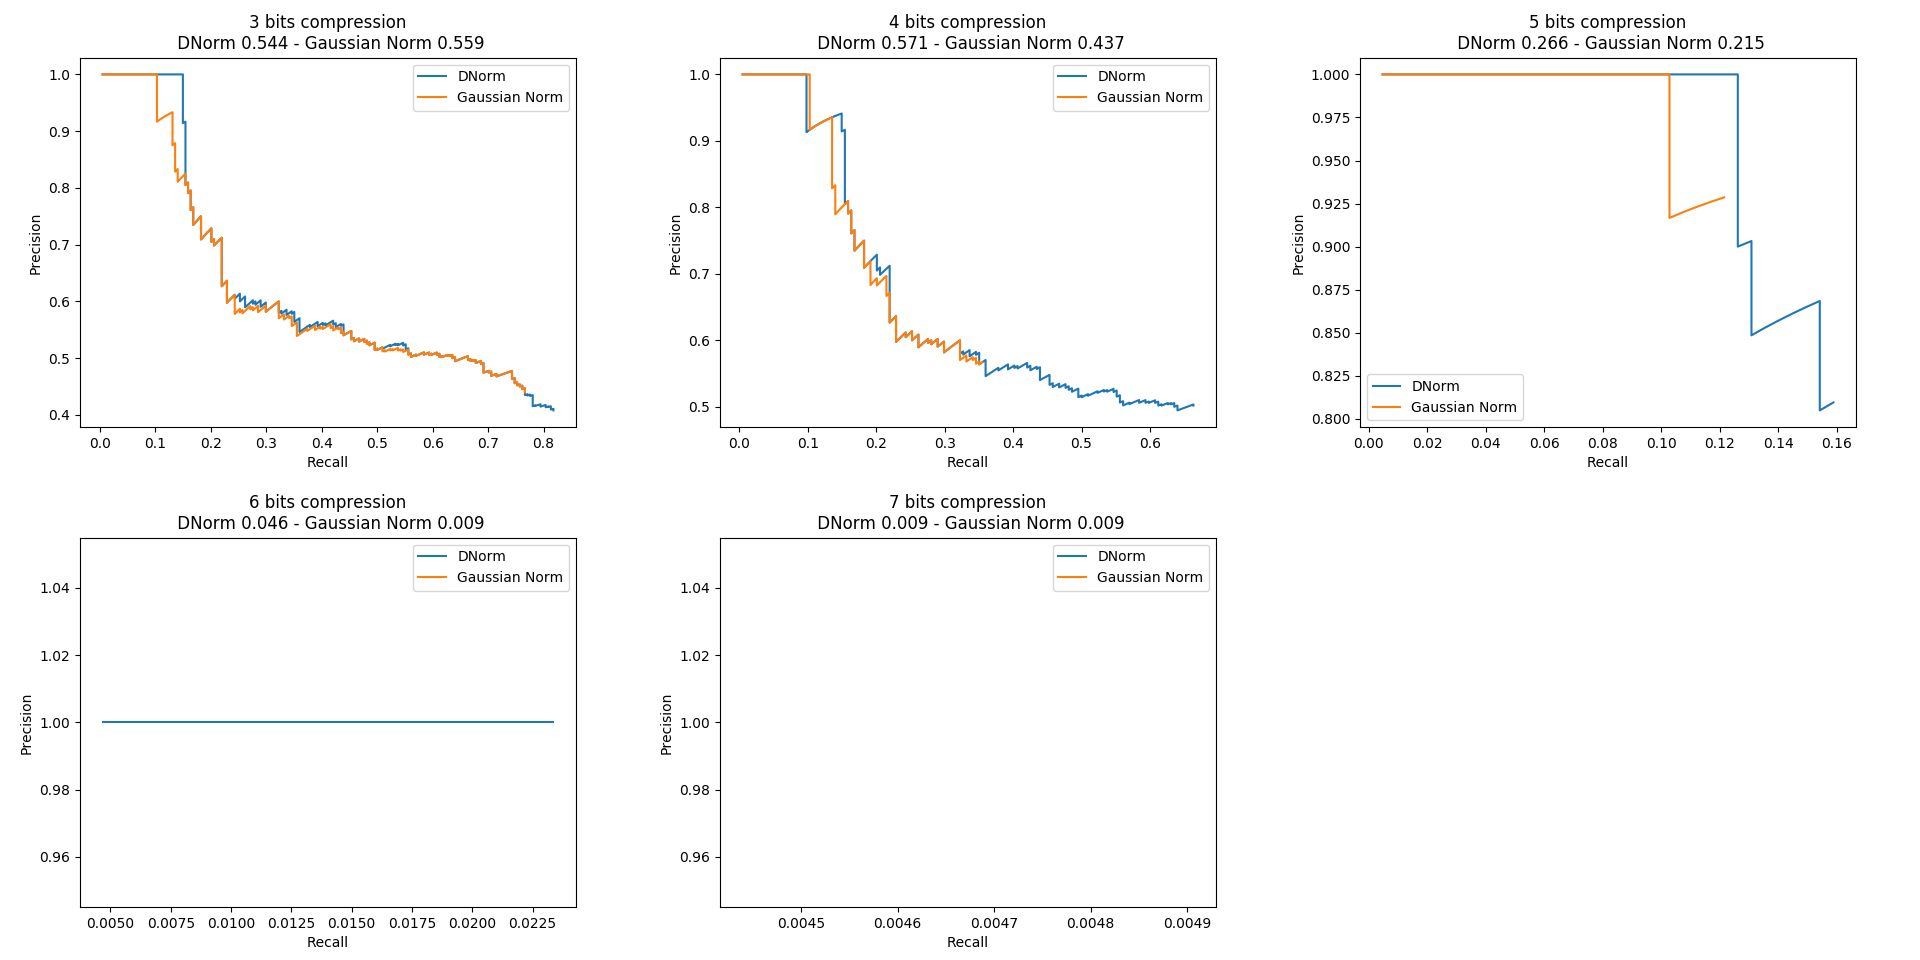 3 bits compression
DNorm 0.544 - Gaussian Norm 0.559
1.0
0.9
0.8
0.7
0.6
0.5
0.4
Precision
0.0 0.1 0.2 0.3 0.4 0.5 0.6 0.7 0.8
Recall
DNorm
Gaussian Norm
4 bits compression
DNorm 0.571 - Gaussian Norm 0.437
1.0
0.9
0.8
0.7
0.6
0.5
Precision
0.0 0.1 0.2 0.3 0.4 0.5 0.6
Recall
DNorm
Gaussian Norm
5 bits compression
DNorm 0.266 - Gaussian Norm 0.215
1.000
0.975
0.950
0.925
0.900
0.875
0.850
0.825
0.800
Precision
0.00 0.02 0.04 0.06 0.08 0.10 0.12 0.14 0.16
Recall
DNorm
Gaussian Norm
6 bits compression
DNorm 0.046 - Gaussian Norm 0.009
1.04
1.02
1.00
0.98
0.96
Precision
0.0050 0.0075 0.0100 0.0125 0.0150 0.0175 0.0200 0.0225
Recall
DNorm
Gaussian Norm
7 bits compression
DNorm 0.009 - Gaussian Norm 0.009
1.04
1.02
1.00
0.98
0.96
Precision
0.0045 0.0046 0.0047 0.0048 0.0049
Recall
DNorm
Gaussian Norm